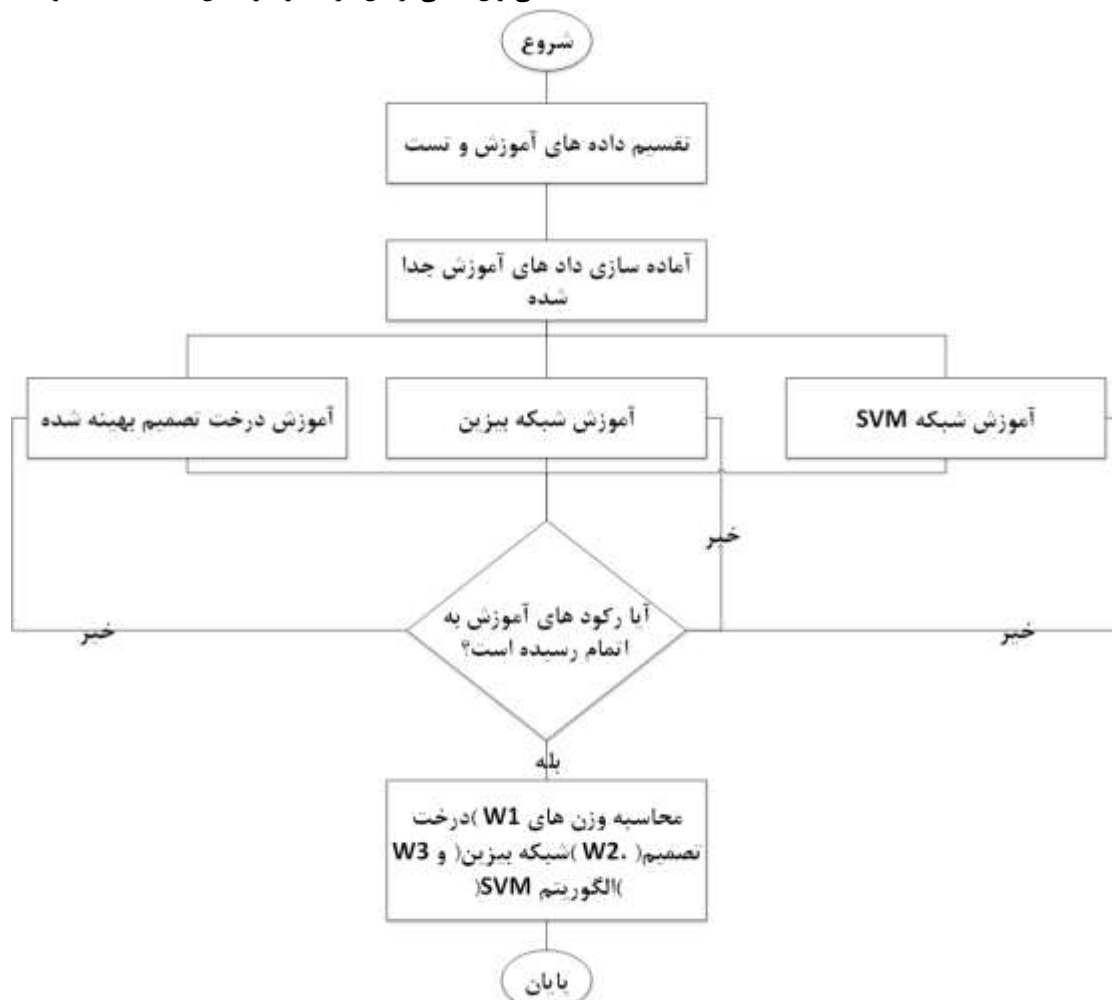 شروع
تقسیم داده های آموزش و تست
آماده سازی داد های آموزش جدا
شده
آموزش درخت تصمیم بهینه شده
آموزش شبکه بیزین
آموزش شبکه SVM
خیر
آیا رکود های آموزش به
اتمام رسیده است؟
خیر
خیر
بله
محاسبه وزن های W1 )درخت
تصمیم( ،W2 )شبکه بیزین( و W3
)الگوریتم SVM(
پایان